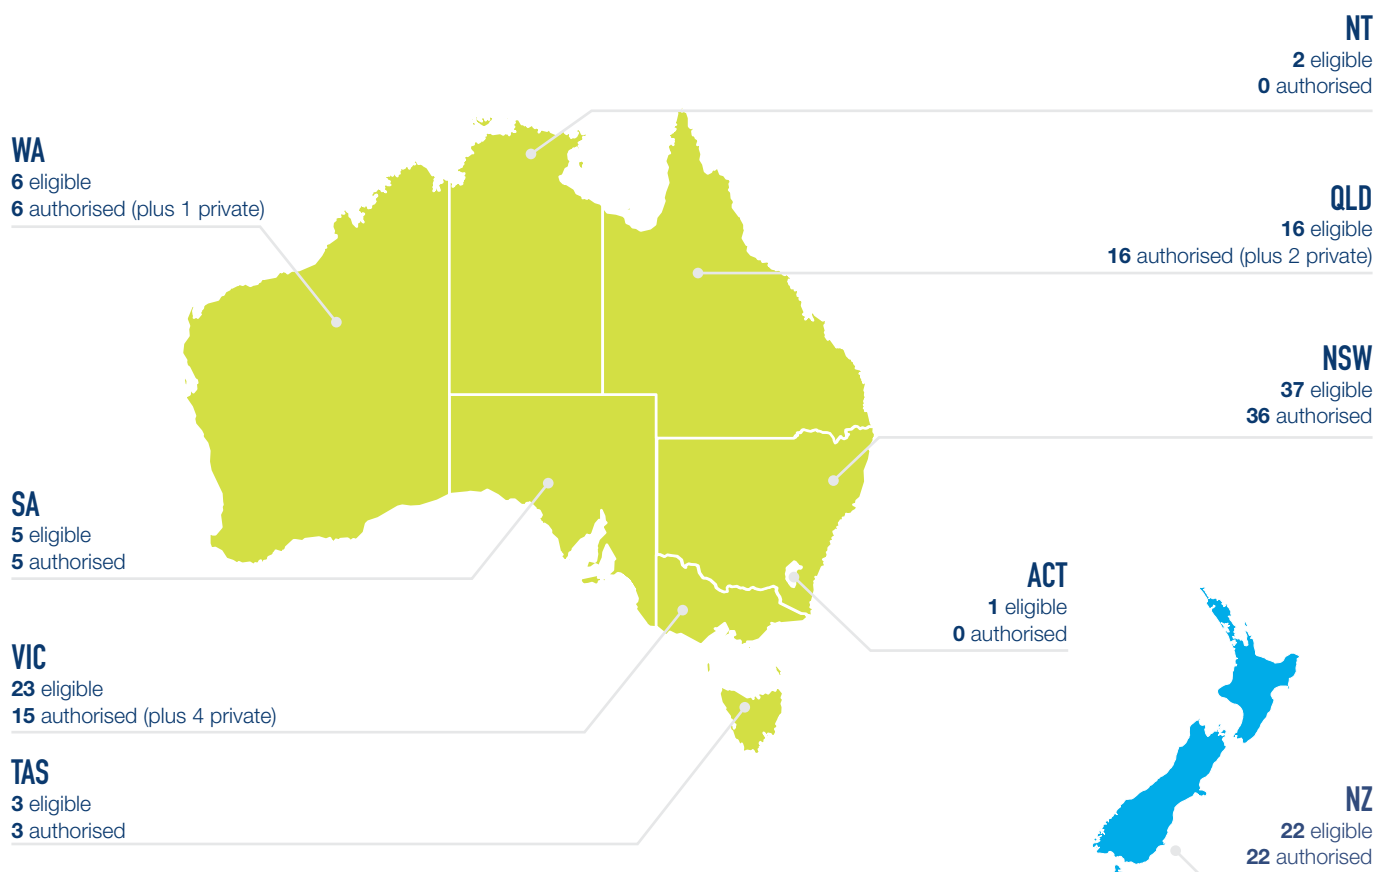 NT
2 eligible
0 authorised
WA
6 eligible
6 authorised (plus 1 private)
QLD
16 eligible
16 authorised (plus 2 private)
NSW
37 eligible
36 authorised
SA
5 eligible
5 authorised
ACT
1 eligible
0 authorised
VIC
23 eligible
15 authorised (plus 4 private)
TAS
3 eligible
3 authorised
NZ
22 eligible
22 authorised